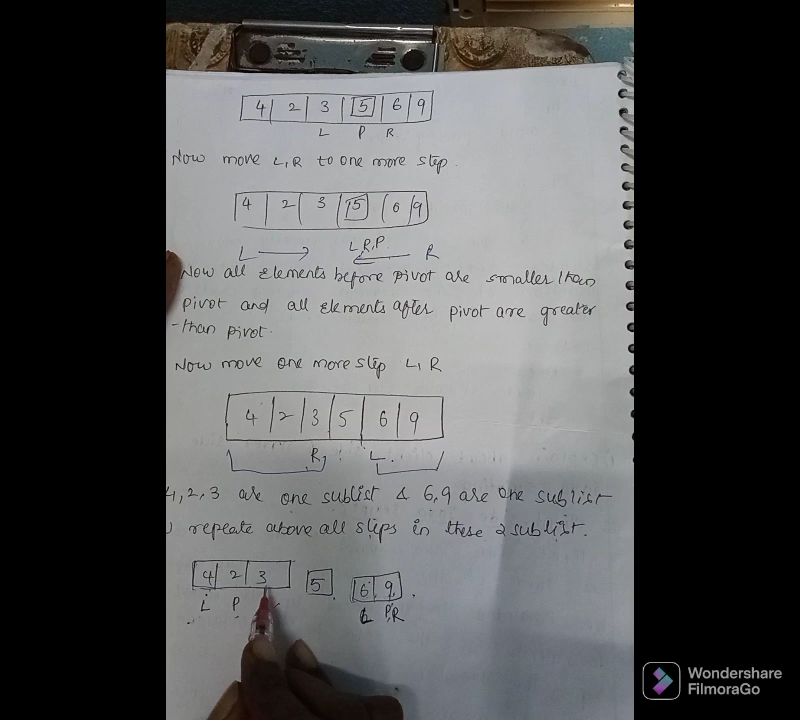 4 2 3 5 6 9
L P R
Now move L,R to one more step.
4 2 3 5 6 9
L L,R,P R
Now all elements before pivot are smaller than
pivot and all elements after pivot are greater
than pivot.
Now move one more step L, R
4 2 3 5 6 9
R L
4,2,3 are one sublist & 6,9 are one sublist
repeate above all steps in these 2 sublist.
4 2 3 5 6 9
L P L P,R
Wondershare
FilmoraGo